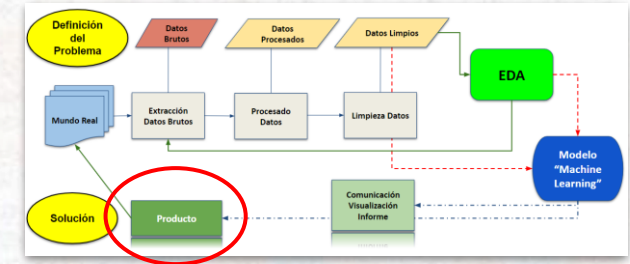 Definición
del
Problema
Datos
Brutos
Datos
Procesados
Datos Limpios
EDA
Mundo Real
Extracción
Datos Brutos
Procesado
Datos
Limpieza Datos
Modelo
"Machine
Learning"
Comunicación
Visualización
Informe
Solución
Producto